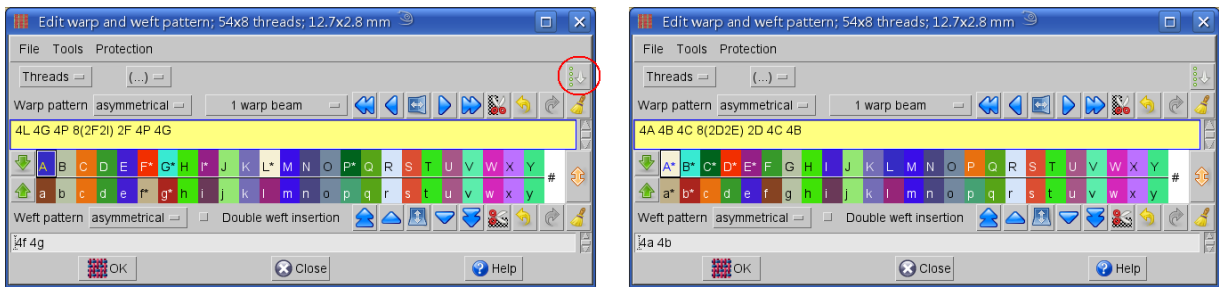 Edit warp and weft pattern; 54x8 threads; 12.7x2.8 mm
File Tools Protection
Threads (...)
Warp pattern asymmetrical 1 warp beam
4L 4G 4P 8(2F2I) 2F 4P 4G
A B C D E F* G* H I* J K L* M N O P* Q R S T U V W X Y
a b c d e f* g* h i j k l m n o p q r s t u v w x y #
Weft pattern asymmetrical Double weft insertion
4f 4g
OK Close Help
Edit warp and weft pattern; 54x8 threads; 12.7x2.8 mm
File Tools Protection
Threads (...)
Warp pattern asymmetrical 1 warp beam
4A 4B 4C 8(2D2E) 2D 4C 4B
A* B* C* D* E* F G H I J K L M N O P Q R S T U V W X Y
a* b* c d e f g h i j k l m n o p q r s t u v w x y #
Weft pattern asymmetrical Double weft insertion
4a 4b
OK Close Help